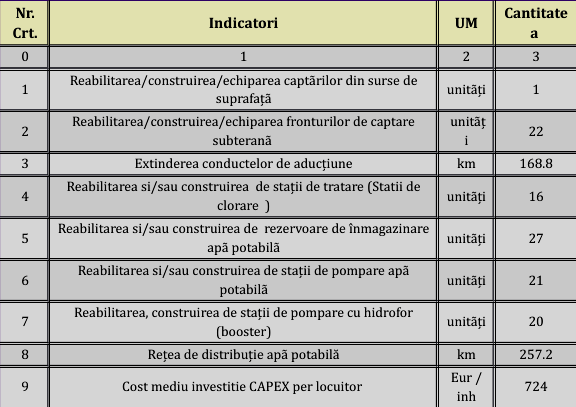 Nr. Crt. Indicatori UM Cantitate a
0 1 2 3
1 Reabilitarea/construirea/echiparea captărilor din surse de
suprafață unități 1
2 Reabilitarea/construirea/echiparea fronturilor de captare
subterană unităț i 22
3 Extinderea conductelor de aducțiune km 168.8
4 Reabilitarea si/sau construirea de stații de tratare (Statii de
clorare ) unități 16
5 Reabilitarea si/sau construirea de rezervoare de înmagazinare
apă potabilă unități 27
6 Reabilitarea si/sau construirea de stații de pompare apă
potabilă unități 21
7 Reabilitarea, construirea de stații de pompare cu hidrofor
(booster) unități 20
8 Rețea de distribuție apă potabilă km 257.2
9 Cost mediu investitie CAPEX per locuitor Eur / inh 724